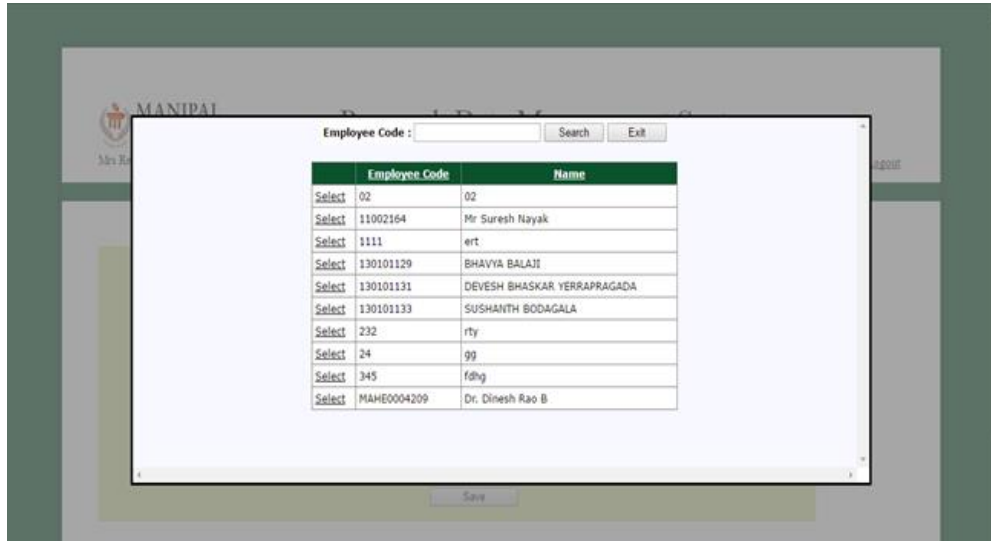 MANIPAL
Employee Code : Search Exit
Mrs
Logout
Employee Code Name
Select 02 02
Select 11002164 Mr Suresh Nayak
Select 1111 ert
Select 130101129 BHAVYA BALAJI
Select 130101131 DEVESH BHASKAR YERRAPRAGADA
Select 130101133 SUSHANTH BODAGALA
Select 232 rty
Select 24 gg
Select 345 fdhg
Select MAHE0004209 Dr. Dinesh Rao B
Save